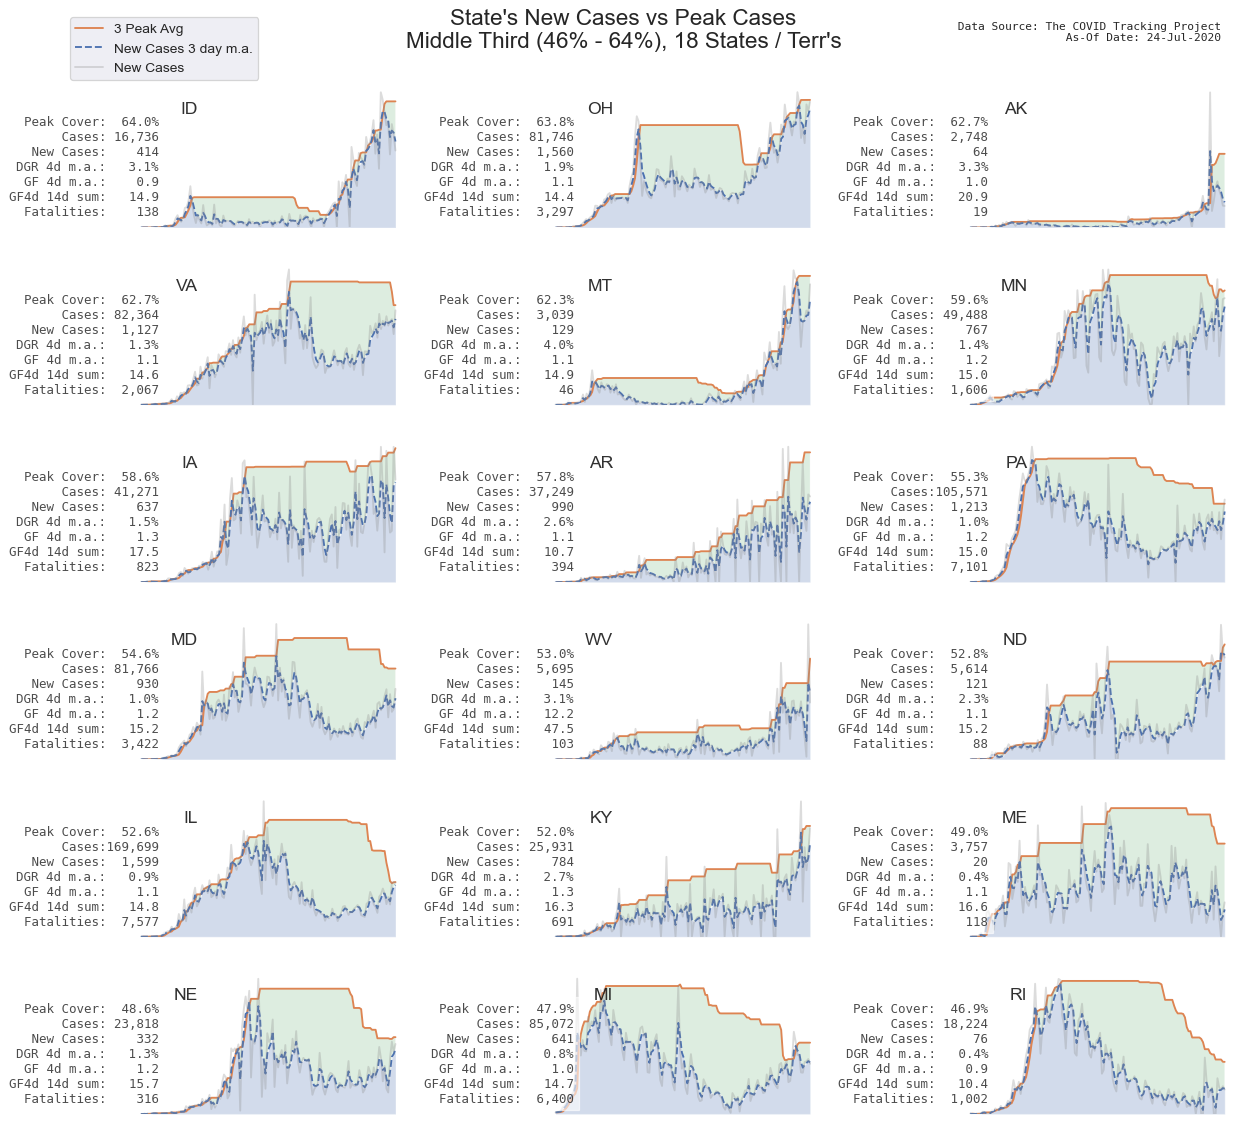 State's New Cases vs Peak Cases
Middle Third (46% - 64%), 18 States / Terr's
3 Peak Avg
New Cases 3 day m.a.
New Cases
Data Source: The COVID Tracking Project
As-Of Date: 24-Jul-2020
ID
Peak Cover: 64.0%
Cases: 16,736
New Cases: 414
DGR 4d m.a.: 3.1%
GF 4d m.a.: 0.9
GF4d 14d sum: 14.9
Fatalities: 138
OH
Peak Cover: 63.8%
Cases: 81,746
New Cases: 1,560
DGR 4d m.a.: 1.9%
GF 4d m.a.: 1.1
GF4d 14d sum: 14.4
Fatalities: 3,297
AK
Peak Cover: 62.7%
Cases: 2,748
New Cases: 64
DGR 4d m.a.: 3.3%
GF 4d m.a.: 1.0
GF4d 14d sum: 20.9
Fatalities: 19
VA
Peak Cover: 62.7%
Cases: 82,364
New Cases: 1,127
DGR 4d m.a.: 1.3%
GF 4d m.a.: 1.1
GF4d 14d sum: 14.6
Fatalities: 2,067
MT
Peak Cover: 62.3%
Cases: 3,039
New Cases: 129
DGR 4d m.a.: 4.0%
GF 4d m.a.: 1.1
GF4d 14d sum: 14.9
Fatalities: 46
MN
Peak Cover: 59.6%
Cases: 49,488
New Cases: 767
DGR 4d m.a.: 1.4%
GF 4d m.a.: 1.2
GF4d 14d sum: 15.0
Fatalities: 1,606
IA
Peak Cover: 58.6%
Cases: 41,271
New Cases: 637
DGR 4d m.a.: 1.5%
GF 4d m.a.: 1.3
GF4d 14d sum: 17.5
Fatalities: 823
AR
Peak Cover: 57.8%
Cases: 37,249
New Cases: 990
DGR 4d m.a.: 2.6%
GF 4d m.a.: 1.1
GF4d 14d sum: 10.7
Fatalities: 394
PA
Peak Cover: 55.3%
Cases:105,571
New Cases: 1,213
DGR 4d m.a.: 1.0%
GF 4d m.a.: 1.2
GF4d 14d sum: 15.0
Fatalities: 7,101
MD
Peak Cover: 54.6%
Cases: 81,766
New Cases: 930
DGR 4d m.a.: 1.0%
GF 4d m.a.: 1.2
GF4d 14d sum: 15.2
Fatalities: 3,422
WV
Peak Cover: 53.0%
Cases: 5,695
New Cases: 145
DGR 4d m.a.: 3.1%
GF 4d m.a.: 12.2
GF4d 14d sum: 47.5
Fatalities: 103
ND
Peak Cover: 52.8%
Cases: 5,614
New Cases: 121
DGR 4d m.a.: 2.3%
GF 4d m.a.: 1.1
GF4d 14d sum: 15.2
Fatalities: 88
IL
Peak Cover: 52.6%
Cases:169,699
New Cases: 1,599
DGR 4d m.a.: 0.9%
GF 4d m.a.: 1.1
GF4d 14d sum: 14.8
Fatalities: 7,577
KY
Peak Cover: 52.0%
Cases: 25,931
New Cases: 784
DGR 4d m.a.: 2.7%
GF 4d m.a.: 1.3
GF4d 14d sum: 16.3
Fatalities: 691
ME
Peak Cover: 49.0%
Cases: 3,757
New Cases: 20
DGR 4d m.a.: 0.4%
GF 4d m.a.: 1.1
GF4d 14d sum: 16.6
Fatalities: 118
NE
Peak Cover: 48.6%
Cases: 23,818
New Cases: 332
DGR 4d m.a.: 1.3%
GF 4d m.a.: 1.2
GF4d 14d sum: 15.7
Fatalities: 316
MI
Peak Cover: 47.9%
Cases: 85,072
New Cases: 641
DGR 4d m.a.: 0.8%
GF 4d m.a.: 1.0
GF4d 14d sum: 14.7
Fatalities: 6,400
RI
Peak Cover: 46.9%
Cases: 18,224
New Cases: 76
DGR 4d m.a.: 0.4%
GF 4d m.a.: 0.9
GF4d 14d sum: 10.4
Fatalities: 1,002